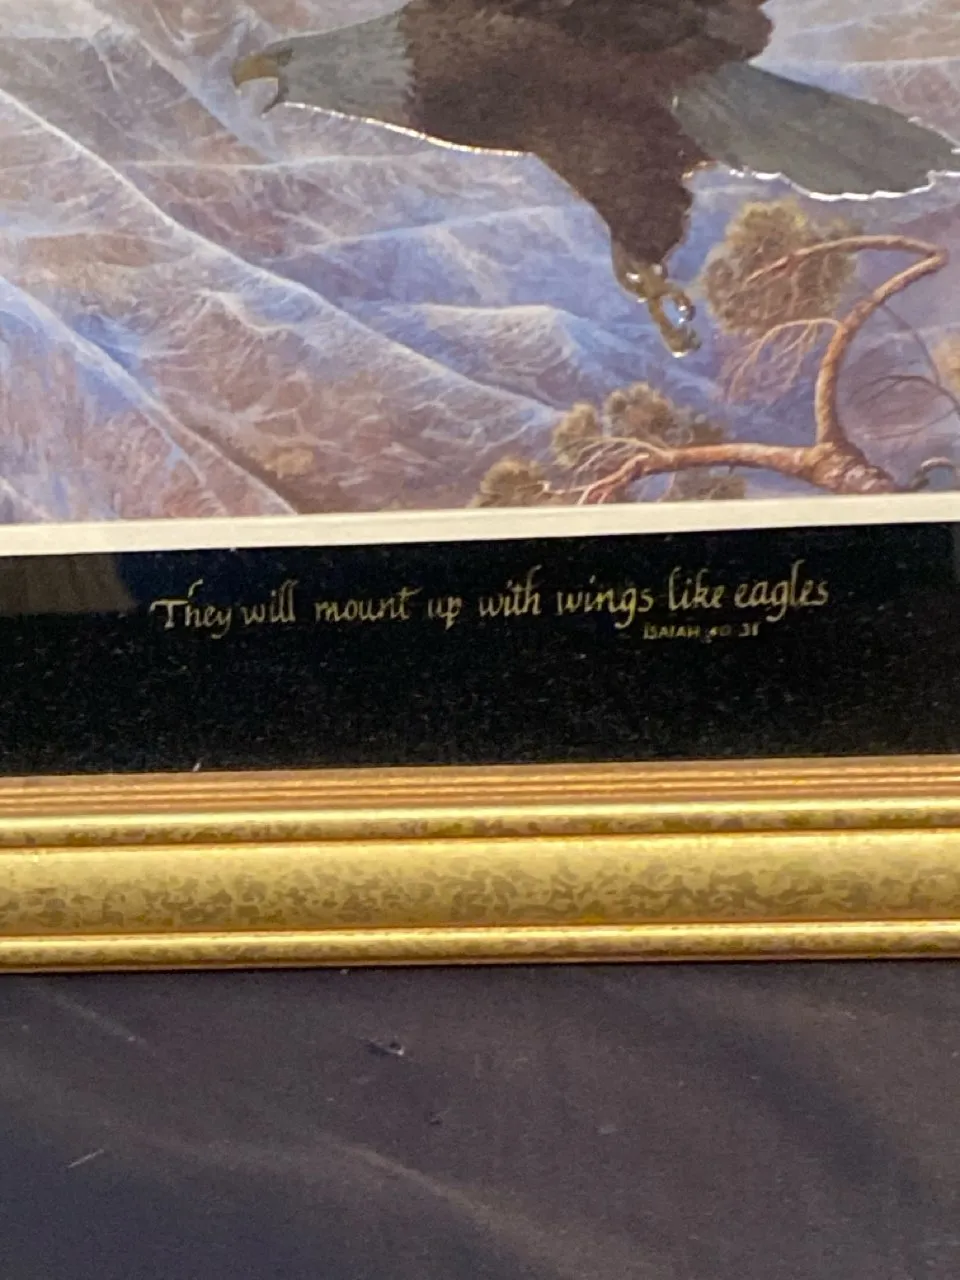 They will mount up with wings like eagles
ISAIAH 40 31